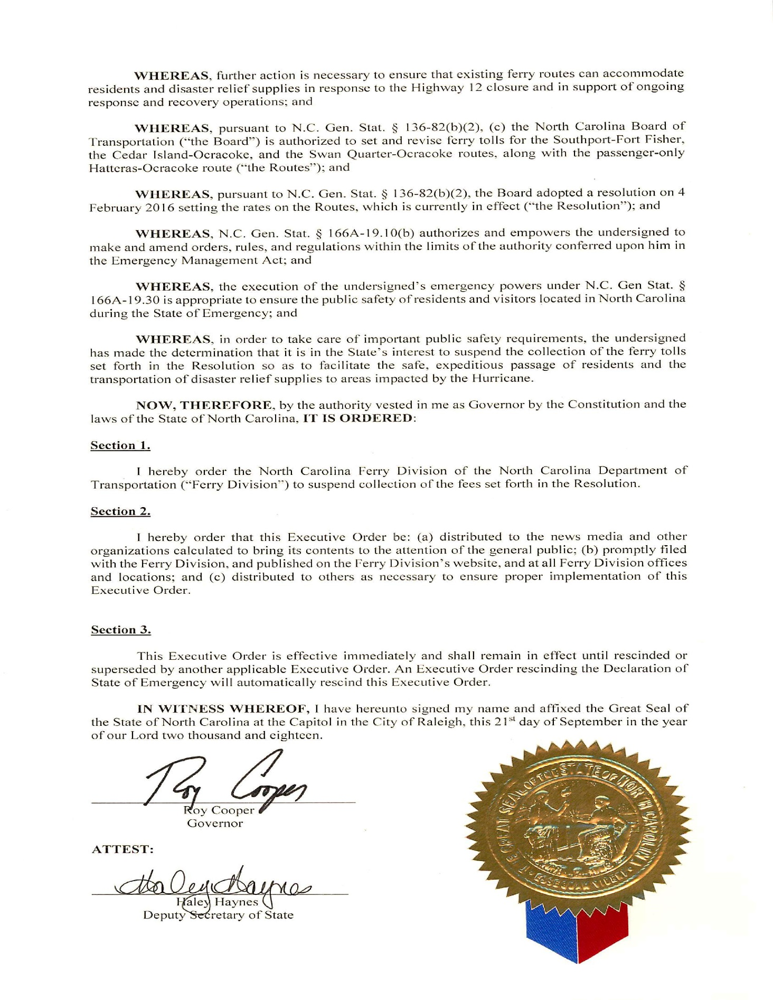 WHEREAS, further action is necessary to ensure that existing ferry routes can accommodate
residents and disaster relief supplies in response to the Highway 12 closure and in support of ongoing
response and recovery operations; and
WHEREAS, pursuant to N.C. Gen. Stat. § 136-82(b)(2), (c) the North Carolina Board of
Transportation (“the Board”) is authorized to set and revise ferry tolls for the Southport-Fort Fisher,
the Cedar Island-Ocracoke, and the Swan Quarter-Ocracoke routes, along with the passenger-only
Hatteras-Ocracoke route (“the Routes”); and
WHEREAS, pursuant to N.C. Gen. Stat. § 136-82(b)(2), the Board adopted a resolution on 4
February 2016 setting the rates on the Routes, which is currently in effect (“the Resolution”); and
WHEREAS, N.C. Gen. Stat. § 166A-19.10(b) authorizes and empowers the undersigned to
make and amend orders, rules, and regulations within the limits of the authority conferred upon him in
the Emergency Management Act; and
WHEREAS, the execution of the undersigned’s emergency powers under N.C. Gen Stat. §
166A-19.30 is appropriate to ensure the public safety of residents and visitors located in North Carolina
during the State of Emergency; and
WHEREAS, in order to take care of important public safety requirements, the undersigned
has made the determination that it is in the State’s interest to suspend the collection of the ferry tolls
set forth in the Resolution so as to facilitate the safe, expeditious passage of residents and the
transportation of disaster relief supplies to areas impacted by the Hurricane.
NOW, THEREFORE, by the authority vested in me as Governor by the Constitution and the
laws of the State of North Carolina, IT IS ORDERED:
Section 1.
I hereby order the North Carolina Ferry Division of the North Carolina Department of
Transportation (“Ferry Division”) to suspend collection of the fees set forth in the Resolution.
Section 2.
I hereby order that this Executive Order be: (a) distributed to the news media and other
organizations calculated to bring its contents to the attention of the general public; (b) promptly filed
with the Ferry Division, and published on the Ferry Division’s website, and at all Ferry Division offices
and locations; and (c) distributed to others as necessary to ensure proper implementation of this
Executive Order.
Section 3.
This Executive Order is effective immediately and shall remain in effect until rescinded or
superseded by another applicable Executive Order. An Executive Order rescinding the Declaration of
State of Emergency will automatically rescind this Executive Order.
IN WITNESS WHEREOF, I have hereunto signed my name and affixed the Great Seal of
the State of North Carolina at the Capitol in the City of Raleigh, this 21st day of September in the year
of our Lord two thousand and eighteen.
Roy Cooper
Roy Cooper
Governor
ATTEST:
Haley Haynes
Haley Haynes
Deputy Secretary of State
THE GREAT SEAL OF THE STATE OF NORTH CAROLINA
ESSE QUAM VIDERI